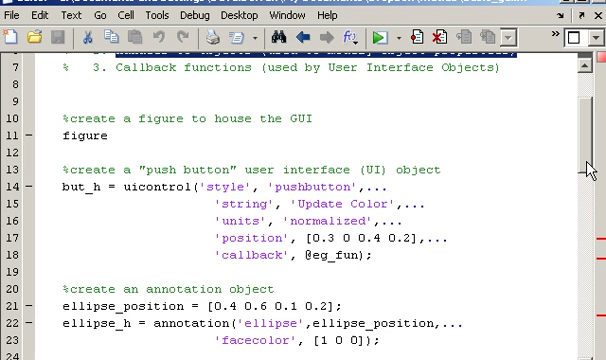 File Edit Text Go Cell Tools Debug Desktop Window Help
7 % 3. Callback functions (used by User Interface Objects)
8
9
10 %create a figure to house the GUI
11 – figure
12
13 %create a "push button" user interface (UI) object
14 – but_h = uicontrol('style', 'pushbutton',...
15 'string', 'Update Color',...
16 'units', 'normalized',...
17 'position', [0.3 0 0.4 0.2],...
18 'callback', @eg_fun);
19
20 %create an annotation object
21 – ellipse_position = [0.4 0.6 0.1 0.2];
22 – ellipse_h = annotation('ellipse',ellipse_position,...
23 'facecolor', [1 0 0]);